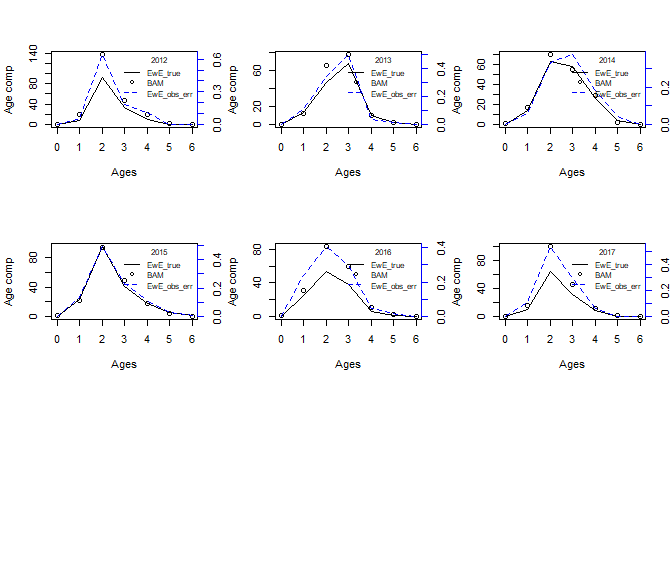 2012
EwE_true
BAM
EwE_obs_err
Age comp
0 40 80 140
0.0 0.3 0.6
0 1 2 3 4 5 6
Ages
2013
EwE_true
BAM
EwE_obs_err
Age comp
0 20 60
0.0 0.2 0.4
0 1 2 3 4 5 6
Ages
2014
EwE_true
BAM
EwE_obs_err
Age comp
0 20 40 60
0.0 0.2
0 1 2 3 4 5 6
Ages
2015
EwE_true
BAM
EwE_obs_err
Age comp
0 40 80
0.0 0.2 0.4
0 1 2 3 4 5 6
Ages
2016
EwE_true
BAM
EwE_obs_err
Age comp
0 40 80
0.0 0.2 0.4
0 1 2 3 4 5 6
Ages
2017
EwE_true
BAM
EwE_obs_err
Age comp
0 40 80
0.0 0.2 0.4
0 1 2 3 4 5 6
Ages